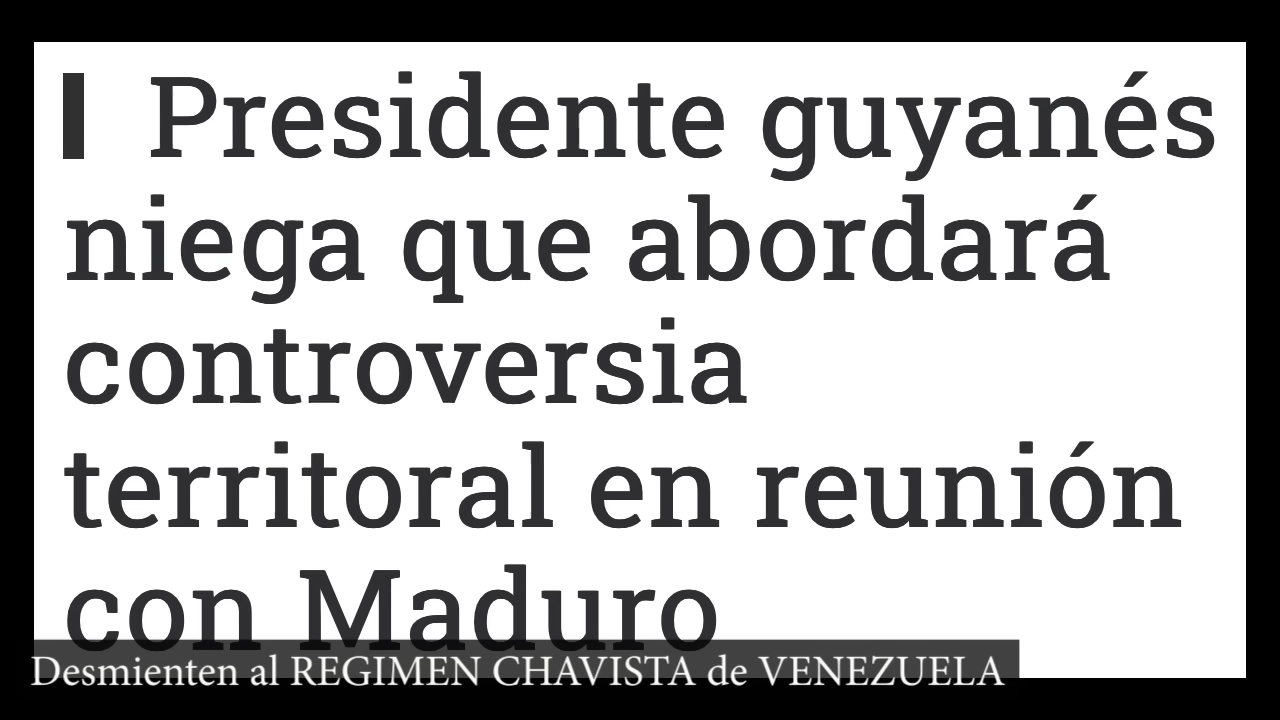 Presidente guyanés
niega que abordará
controversia
territoral en reunión
con Maduro
Desmienten al REGIMEN CHAVISTA de VENEZUELA